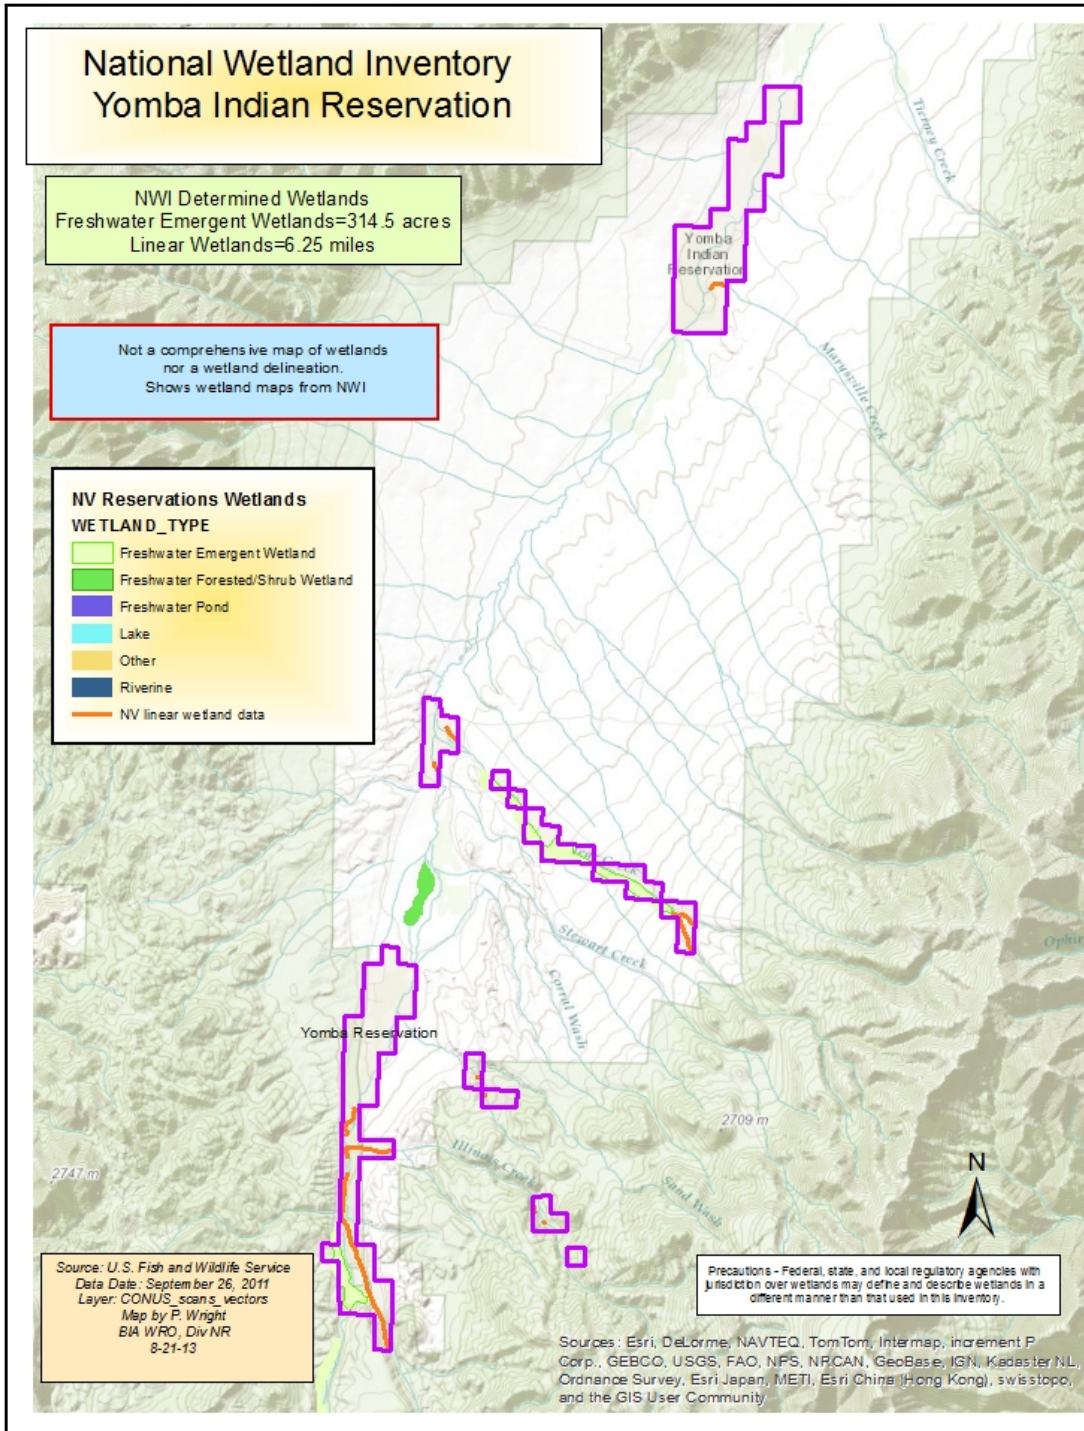 National Wetland Inventory
Yomba Indian Reservation
NWI Determined Wetlands
Freshwater Emergent Wetlands=314.5 acres
Linear Wetlands=6.25 miles
Not a comprehensive map of wetlands
nor a wetland delineation.
Shows wetland maps from NWI
NV Reservations Wetlands
WETLAND_TYPE
Freshwater Emergent Wetland
Freshwater Forested/Shrub Wetland
Freshwater Pond
Lake
Other
Riverine
NV linear wetland data
Tierney Creek
Yomba
Indian
Reservation
Marysville Creek
Creek
Stewart Creek
Corral Wash
Ophir
Yomba Reservation
2709 m
Illinois Creek
Sand Wash
2747 m
N
Source: U.S. Fish and Wildlife Service
Data Date: September 26, 2011
Layer: CONUS_scans_vectors
Map by P. Wright
BIA WRO, Div NR
8-21-13
Precautions - Federal, state, and local regulatory agencies with
jurisdiction over wetlands may define and describe wetlands in a
different manner than that used in this inventory.
Sources: Esri, DeLorme, NAVTEQ, TomTom, Intermap, increment P
Corp., GEBCO, USGS, FAO, NPS, NRCAN, GeoBase, IGN, Kadaster NL,
Ordnance Survey, Esri Japan, METI, Esri China (Hong Kong), swisstopo,
and the GIS User Community